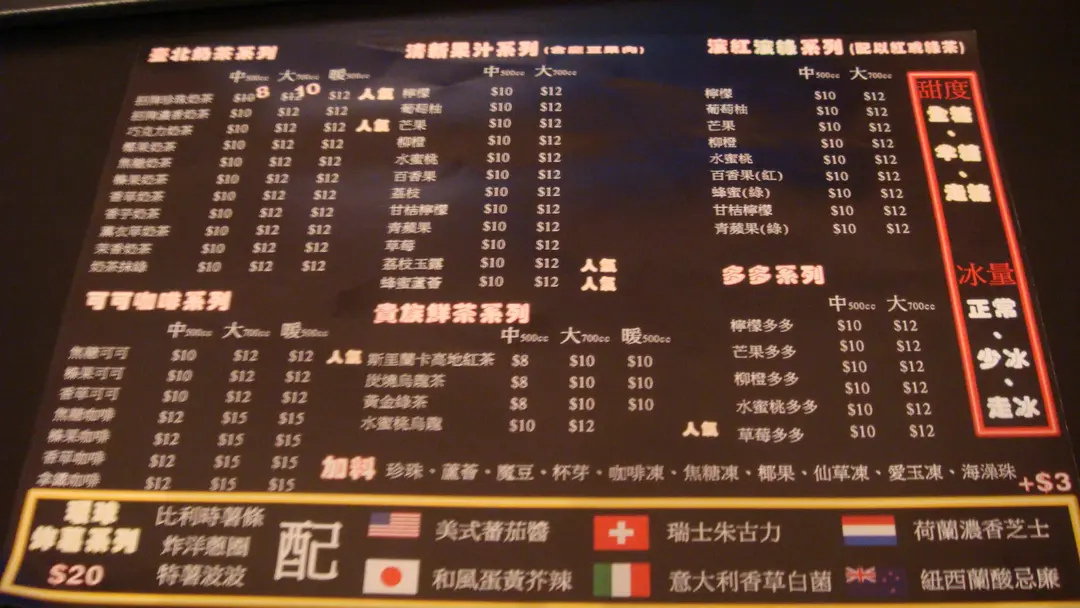 臺北奶茶系列
中500cc 大700cc 暖500cc
8 10
招牌珍珠奶茶 $10 $12 $12 人氣
招牌濃香奶茶 $10 $12 $12
巧克力奶茶 $10 $12 $12 人氣
椰果奶茶 $10 $12 $12
焦糖奶茶 $10 $12 $12
榛果奶茶 $10 $12 $12
香草奶茶 $10 $12 $12
香芋奶茶 $10 $12 $12
薰衣草奶茶 $10 $12 $12
茉香奶茶 $10 $12 $12
奶茶抹綠 $10 $12 $12
可可咖啡系列
中500cc 大700cc 暖500cc
焦糖可可 $10 $12 $12
榛果可可 $10 $12 $12
香草可可 $10 $12 $12
焦糖咖啡 $12 $15 $15
榛果咖啡 $12 $15 $15
香草咖啡 $12 $15 $15
拿鐵咖啡 $12 $15 $15
清新果汁系列
中500cc 大700cc
檸檬 $10 $12
葡萄柚 $10 $12
芒果 $10 $12
柳橙 $10 $12
水蜜桃 $10 $12
百香果 $10 $12
荔枝 $10 $12
甘桔檸檬 $10 $12
青蘋果 $10 $12
草莓 $10 $12
荔枝玉露 $10 $12 人氣
蜂蜜蘆薈 $10 $12 人氣
貴族鮮茶系列
中500cc 大700cc 暖500cc
人氣 斯里蘭卡高地紅茶 $8 $10 $10
炭燒烏龍茶 $8 $10 $10
黃金綠茶 $8 $10 $10
水蜜桃烏龍 $10 $12
滾紅滾綠系列(配以紅或綠茶)
中500cc 大700cc
檸檬 $10 $12
葡萄柚 $10 $12
芒果 $10 $12
柳橙 $10 $12
水蜜桃 $10 $12
百香果(紅) $10 $12
蜂蜜(綠) $10 $12
甘桔檸檬 $10 $12
青蘋果(綠) $10 $12
多多系列
中500cc 大700cc
檸檬多多 $10 $12
芒果多多 $10 $12
柳橙多多 $10 $12
水蜜桃多多 $10 $12
人氣 草莓多多 $10 $12
甜度
全糖
·
半糖
·
走糖
冰量
正常
·
少冰
·
走冰
加料 珍珠·蘆薈·魔豆·杯芽·咖啡凍·焦糖凍·椰果·仙草凍·愛玉凍·海藻珠 +$3
環球
炸薯系列
$20
比利時薯條
炸洋蔥圈
特薯波波
配
美式蕃茄醬
瑞士朱古力
荷蘭濃香芝士
和風蛋黃芥辣
意大利香草白菌
紐西蘭酸忌廉